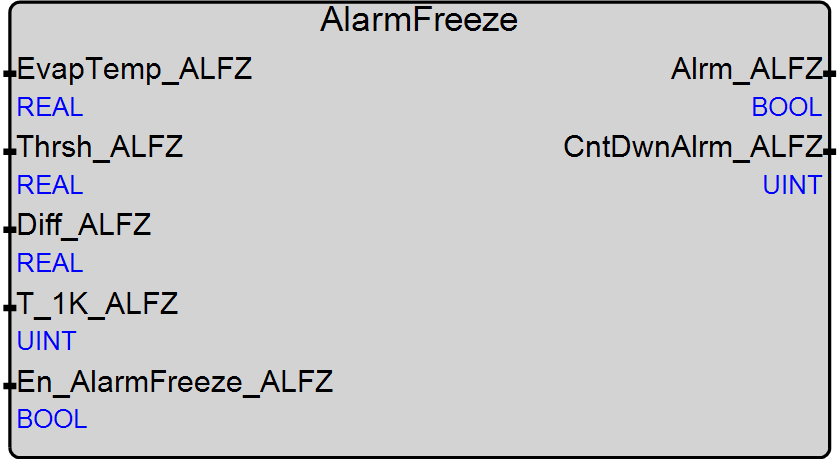 AlarmFreeze
EvapTemp_ALFZ
REAL
Thrsh_ALFZ
REAL
Diff_ALFZ
REAL
T_1K_ALFZ
UINT
En_AlarmFreeze_ALFZ
BOOL
Alrm_ALFZ
BOOL
CntDwnAlrm_ALFZ
UINT